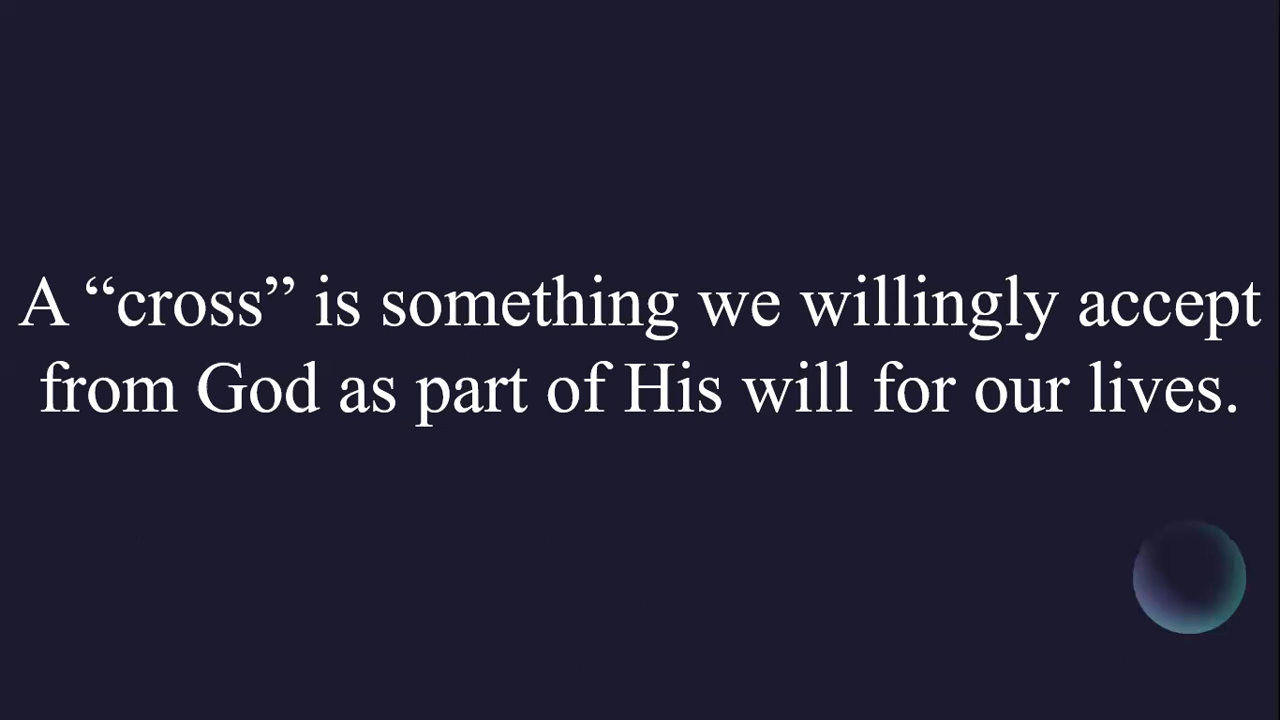 A “cross” is something we willingly accept
from God as part of His will for our lives.